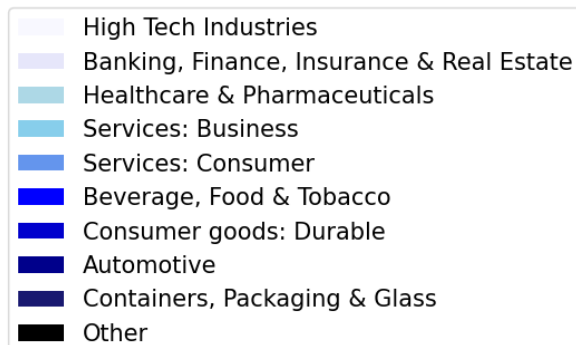 High Tech Industries
Banking, Finance, Insurance & Real Estate
Healthcare & Pharmaceuticals
Services: Business
Services: Consumer
Beverage, Food & Tobacco
Consumer goods: Durable
Automotive
Containers, Packaging & Glass
Other